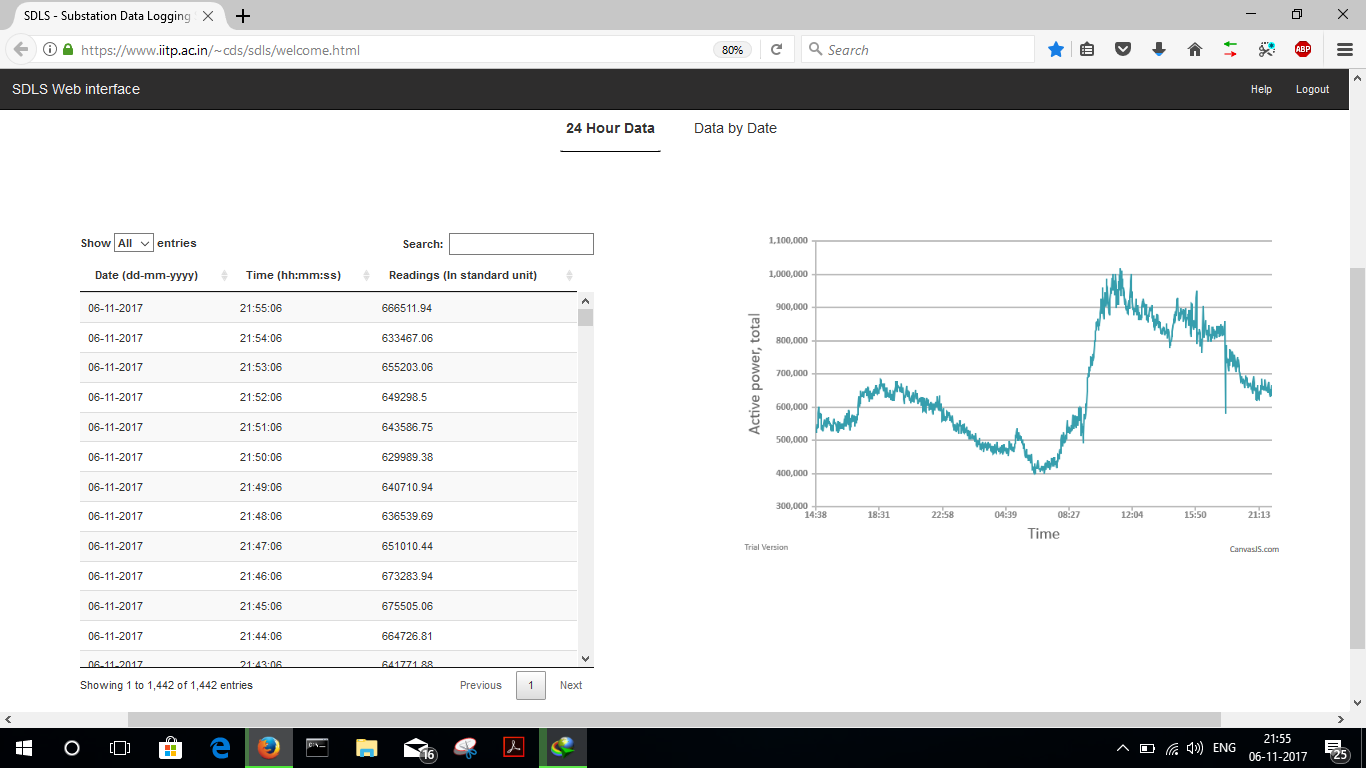 SDLS - Substation Data Logging
https://www.iitp.ac.in/~cds/sdls/welcome.html
80%
Search
ABP
SDLS Web interface
Help
Logout
24 Hour Data
Data by Date
Show All entries
Search:
Date (dd-mm-yyyy) Time (hh:mm:ss) Readings (In standard unit)
06-11-2017 21:55:06 666511.94
06-11-2017 21:54:06 633467.06
06-11-2017 21:53:06 655203.06
06-11-2017 21:52:06 649298.5
06-11-2017 21:51:06 643586.75
06-11-2017 21:50:06 629989.38
06-11-2017 21:49:06 640710.94
06-11-2017 21:48:06 636539.69
06-11-2017 21:47:06 651010.44
06-11-2017 21:46:06 673283.94
06-11-2017 21:45:06 675505.06
06-11-2017 21:44:06 664726.81
06-11-2017 21:43:06 641771.88
Showing 1 to 1,442 of 1,442 entries
Previous 1 Next
Active power, total
1,100,000
1,000,000
900,000
800,000
700,000
600,000
500,000
400,000
300,000
14:38 18:31 22:58 04:39 08:27 12:04 15:50 21:13
Time
Trial Version
CanvasJS.com
16
ENG
21:55
06-11-2017
25